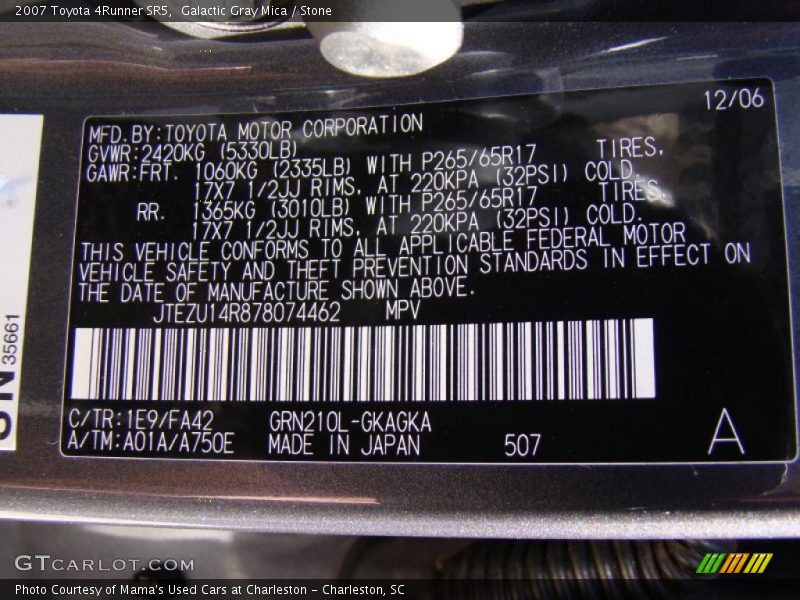 2007 Toyota 4Runner SR5, Galactic Gray Mica / Stone
12/06
MFD. BY: TOYOTA MOTOR CORPORATION
GVWR: 2420KG (5330LB)
GAWR: FRT. 1060KG (2335LB) WITH P265/65R17 TIRES,
17X7 1/2JJ RIMS, AT 220KPA (32PSI) COLD.
RR. 1365KG (3010LB) WITH P265/65R17 TIRES,
17X7 1/2JJ RIMS, AT 220KPA (32PSI) COLD.
THIS VEHICLE CONFORMS TO ALL APPLICABLE FEDERAL MOTOR
VEHICLE SAFETY AND THEFT PREVENTION STANDARDS IN EFFECT ON
THE DATE OF MANUFACTURE SHOWN ABOVE.
JTEZU14R878074462 MPV
C/TR: 1E9/FA42 GRN210L-GKAGKA
A/TM: A01A/A750E MADE IN JAPAN 507 A
35661
GTCARLOT.COM
Photo Courtesy of Mama's Used Cars at Charleston - Charleston, SC